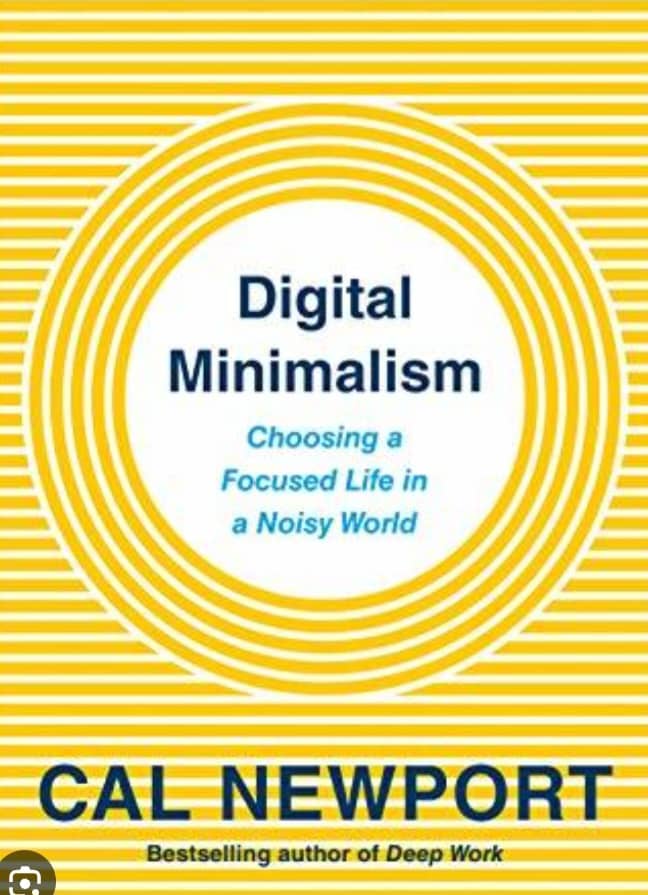 Digital
Minimalism
Choosing a
Focused Life in
a Noisy World
CAL NEWPORT
Bestselling author of Deep Work